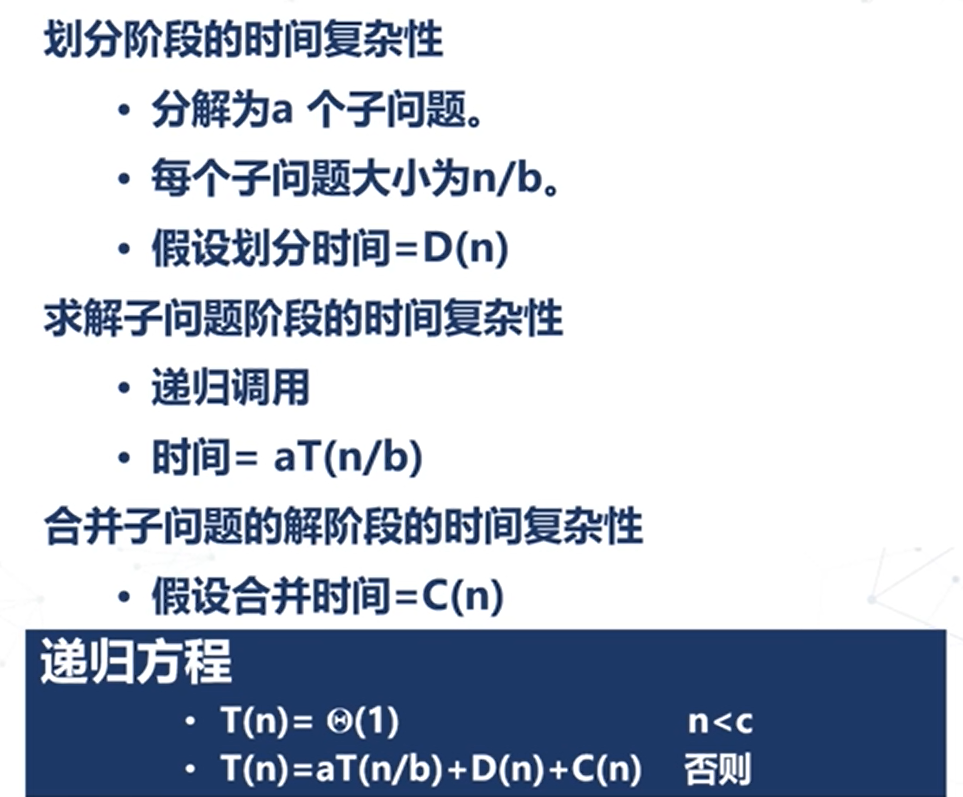 划分阶段的时间复杂性
• 分解为a 个子问题。
• 每个子问题大小为n/b。
• 假设划分时间=D(n)
求解子问题阶段的时间复杂性
• 递归调用
• 时间= aT(n/b)
合并子问题的解阶段的时间复杂性
• 假设合并时间=C(n)
递归方程
• T(n)= Θ(1) n<c
• T(n)=aT(n/b)+D(n)+C(n) 否则